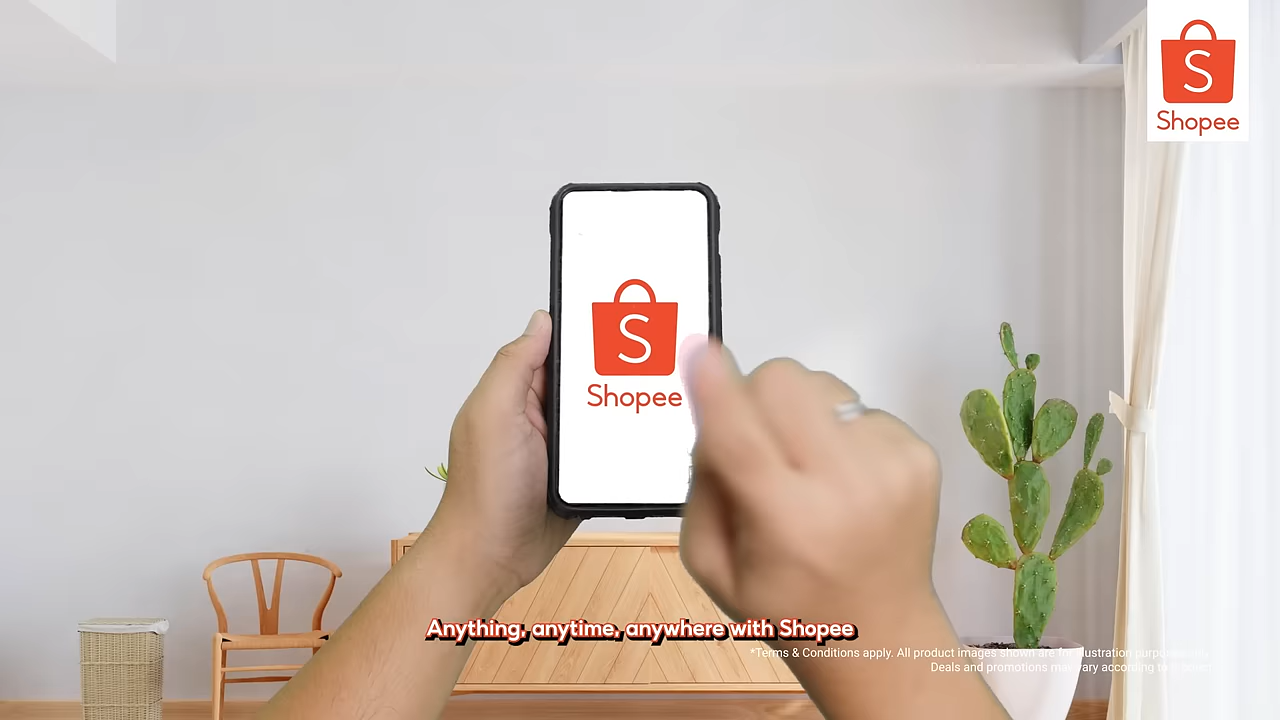 S
Shopee
S
Shopee
Anything, anytime, anywhere with Shopee
*Terms & Conditions apply. All product images shown are for illustration purposes
Deals and promotions may vary according to